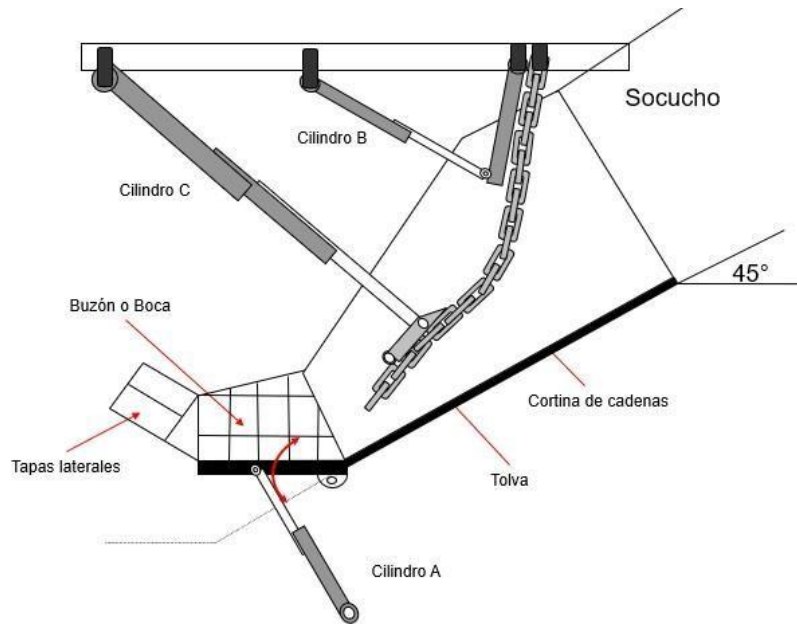 Socucho
Cilindro B
Cilindro C
45°
Buzón o Boca
Cortina de cadenas
Tapas laterales
Tolva
Cilindro A